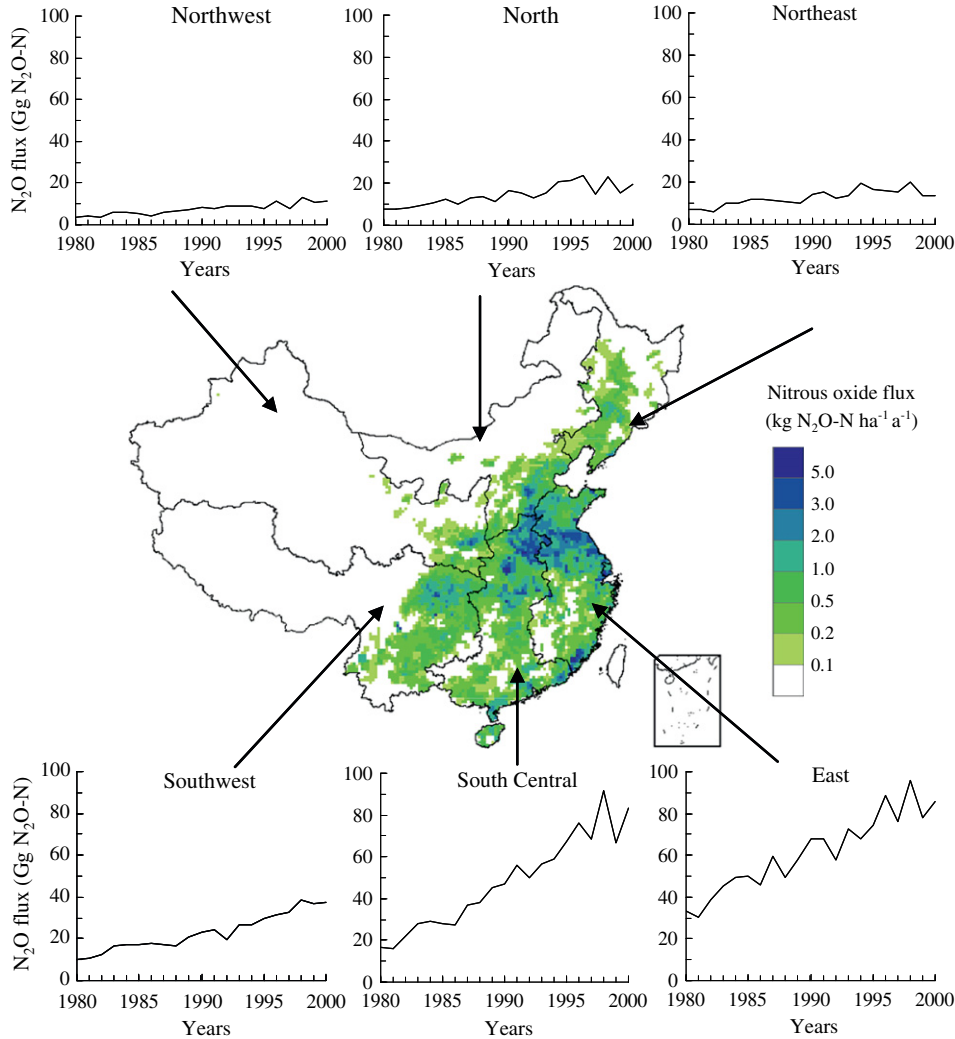 Northwest
North
Northeast
N₂O flux (Gg N₂O-N)
100
80
60
40
20
0
1980 1985 1990 1995 2000
Years
100
80
60
40
20
0
1980 1985 1990 1995 2000
Years
100
80
60
40
20
0
1980 1985 1990 1995 2000
Years
Nitrous oxide flux
(kg N₂O-N ha⁻¹ a⁻¹)
5.0
3.0
2.0
1.0
0.5
0.2
0.1
Southwest
South Central
East
N₂O flux (Gg N₂O-N)
100
80
60
40
20
0
1980 1985 1990 1995 2000
Years
100
80
60
40
20
0
1980 1985 1990 1995 2000
Years
100
80
60
40
20
0
1980 1985 1990 1995 2000
Years